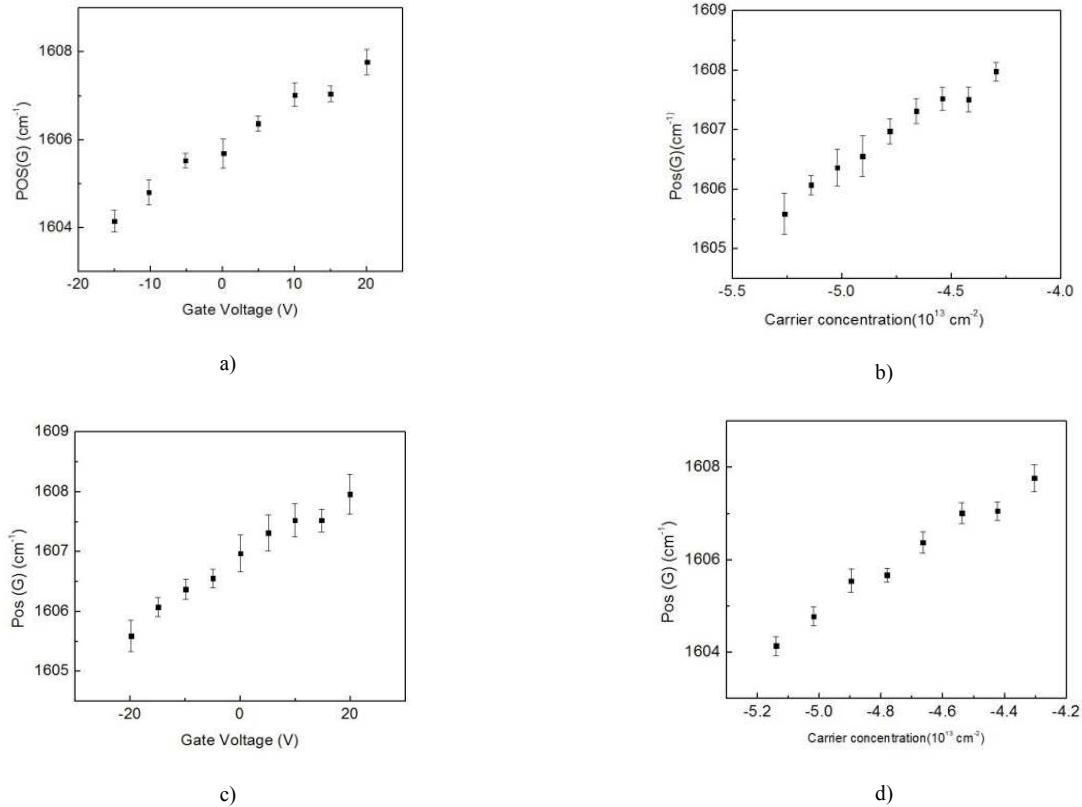 1608
1606
1604
POS(G) (cm⁻¹)
-20
-10
0
10
20
Gate Voltage (V)
a)
1609
1608
1607
1606
1605
Pos(G)(cm⁻¹)
-5.5
-5.0
-4.5
-4.0
Carrier concentration(10¹³ cm⁻²)
b)
1609
1608
1607
1606
1605
Pos (G) (cm⁻¹)
-20
0
20
Gate Voltage (V)
c)
1608
1606
1604
Pos (G) (cm⁻¹)
-5.2
-5.0
-4.8
-4.6
-4.4
-4.2
Carrier concentration(10¹³ cm⁻²)
d)